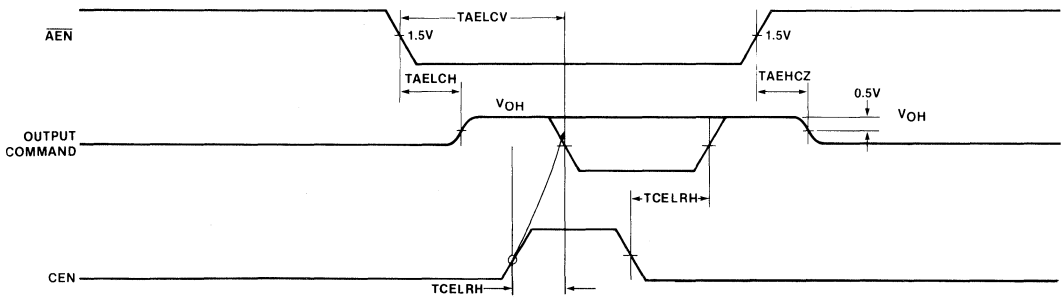 TAELCV
AEN
1.5V
1.5V
TAELCH
TAEHCZ
0.5V
VOH
VOH
OUTPUT
COMMAND
TCELRH
CEN
TCELRH